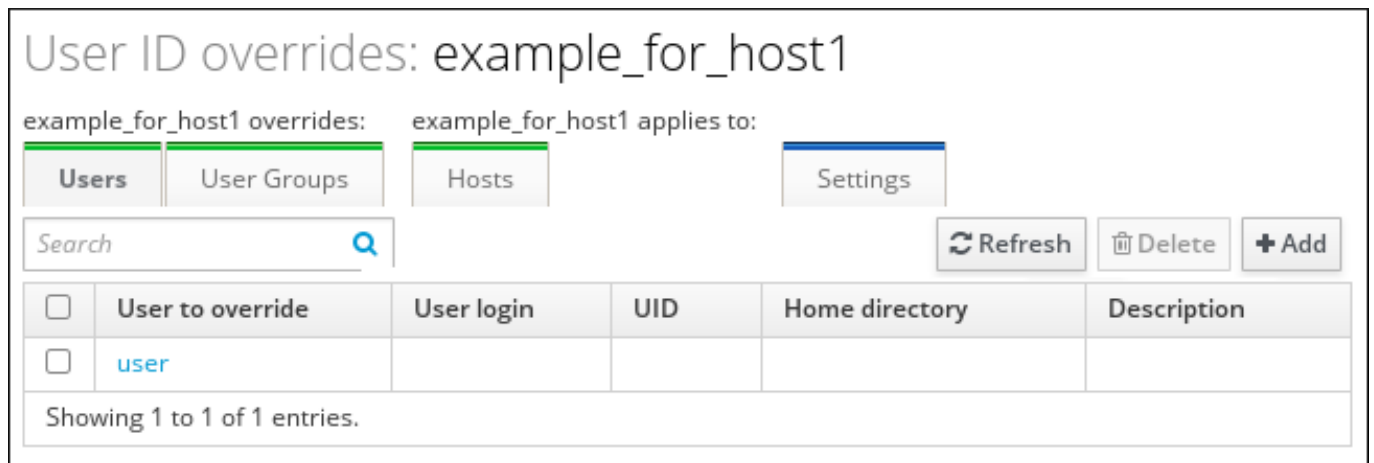 User ID overrides: example_for_host1
example_for_host1 overrides: example_for_host1 applies to:
Users User Groups Hosts Settings
Search Refresh Delete Add
User to override User login UID Home directory Description
user
Showing 1 to 1 of 1 entries.